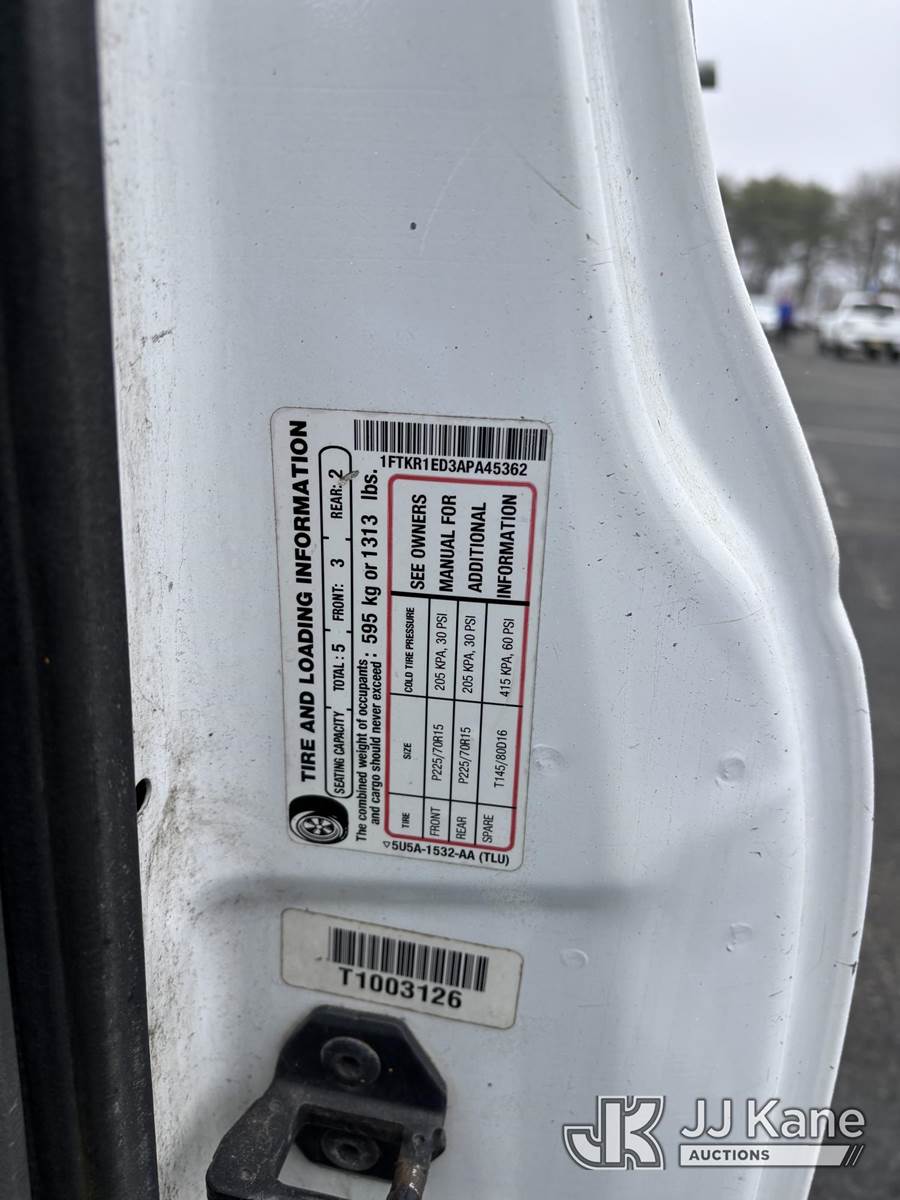 TIRE AND LOADING INFORMATION
SEATING CAPACITY TOTAL: 5 FRONT: 3 REAR: 2
The combined weight of occupants and cargo should never exceed : 595 kg or 1313 lbs.
TIRE SIZE COLD TIRE PRESSURE
FRONT P225/70R15 205 KPA, 30 PSI
REAR P225/70R15 205 KPA, 30 PSI
SPARE T145/80D16 415 KPA, 60 PSI
SEE OWNERS
MANUAL FOR
ADDITIONAL
INFORMATION
5U5A-1532-AA (TLU)
1FTKR1ED3APA45362
T1003126
JK JJ Kane
AUCTIONS